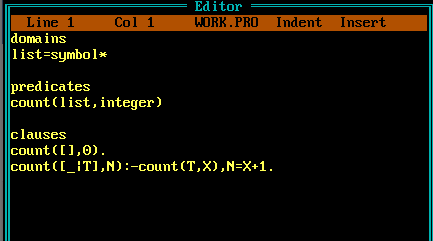 Editor
Line 1 Col 1 WORK.PRO Indent Insert
domains
list=symbol*
predicates
count(list,integer)
clauses
count([],0).
count([_¦T],N):-count(T,X),N=X+1.